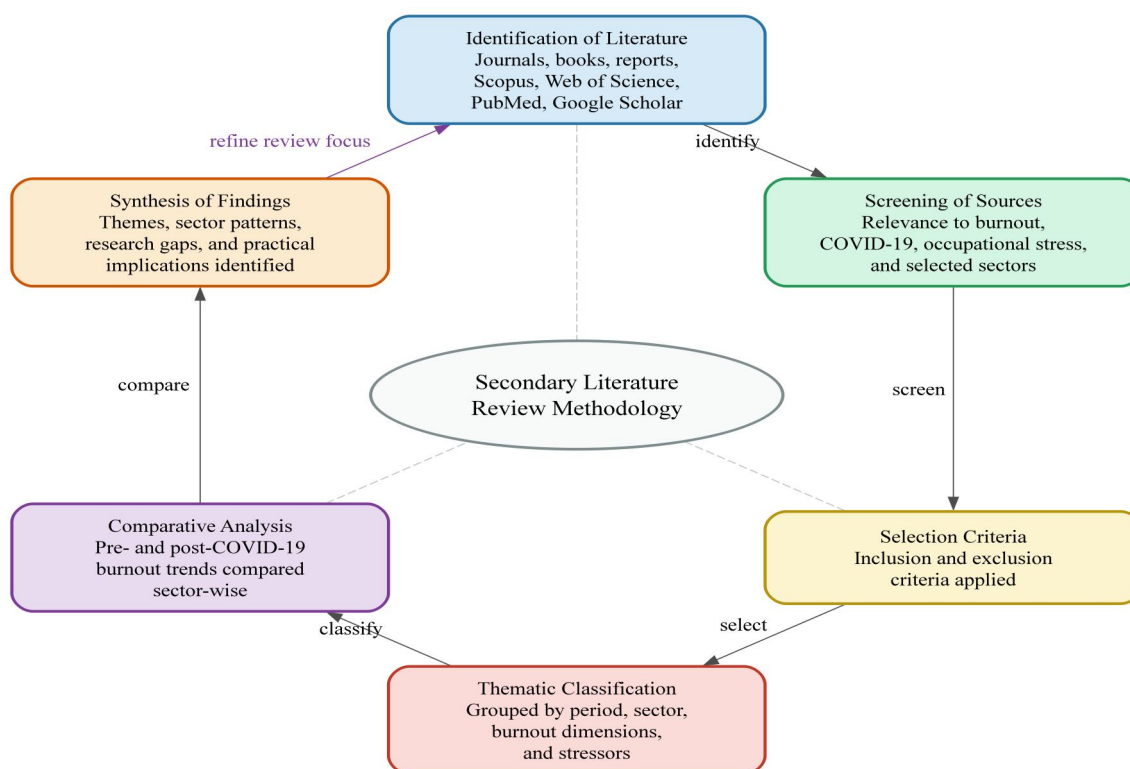 Identification of Literature
Journals, books, reports,
Scopus, Web of Science,
PubMed, Google Scholar
refine review focus
identify
Synthesis of Findings
Themes, sector patterns,
research gaps, and practical
implications identified
Screening of Sources
Relevance to burnout,
COVID-19, occupational stress,
and selected sectors
compare
Secondary Literature
Review Methodology
screen
Comparative Analysis
Pre- and post-COVID-19
burnout trends compared
sector-wise
Selection Criteria
Inclusion and exclusion
criteria applied
classify
select
Thematic Classification
Grouped by period, sector,
burnout dimensions,
and stressors